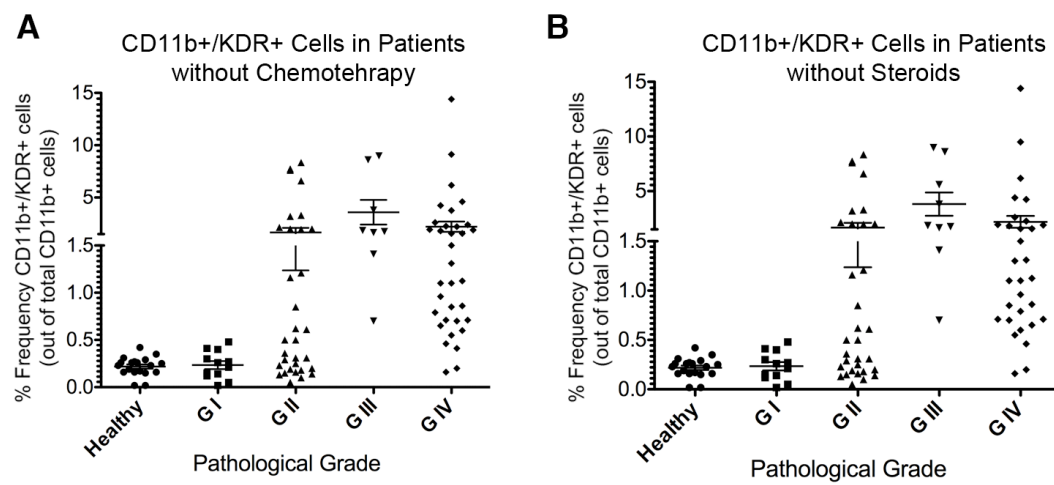 A
CD11b+/KDR+ Cells in Patients
without Chemotehrapy
% Frequency CD11b+/KDR+ cells
(out of total CD11b+ cells)
15
10
5
1.5
1.0
0.5
0.0
Healthy
G I
G II
G III
G IV
Pathological Grade
B
CD11b+/KDR+ Cells in Patients
without Steroids
% Frequency CD11b+/KDR+ cells
(out of total CD11b+ cells)
15
10
5
1.5
1.0
0.5
0.0
Healthy
G I
G II
G III
G IV
Pathological Grade